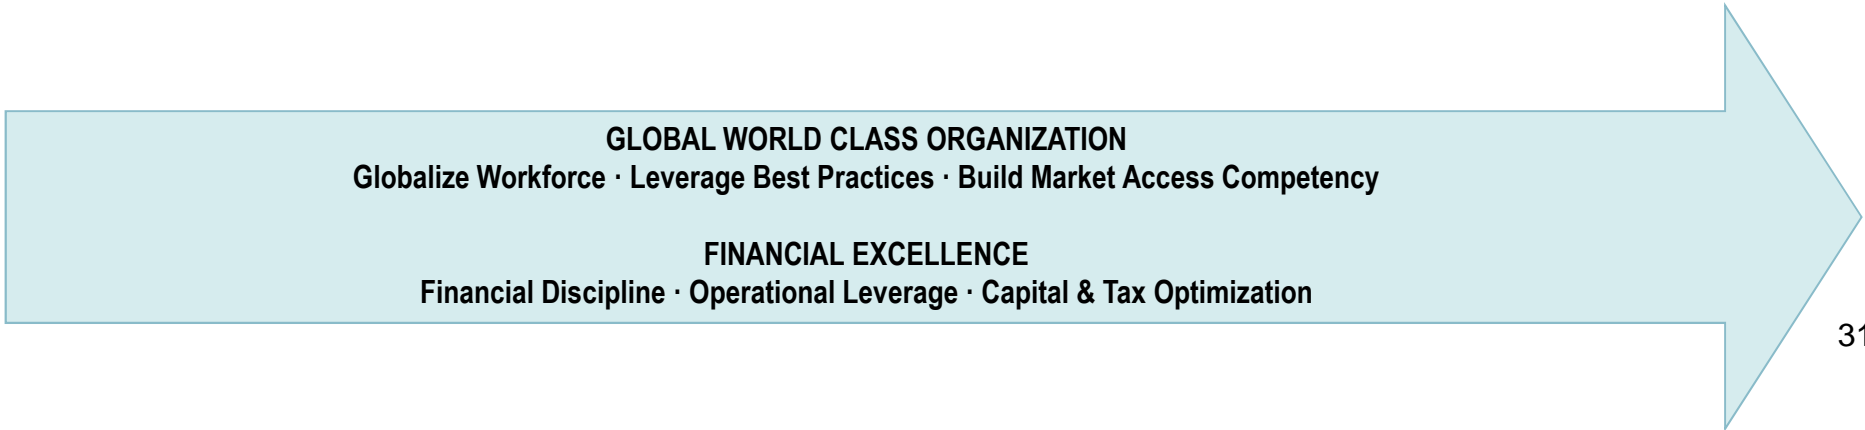 GLOBAL WORLD CLASS ORGANIZATION
Globalize Workforce · Leverage Best Practices · Build Market Access Competency
FINANCIAL EXCELLENCE
Financial Discipline · Operational Leverage · Capital & Tax Optimization
31